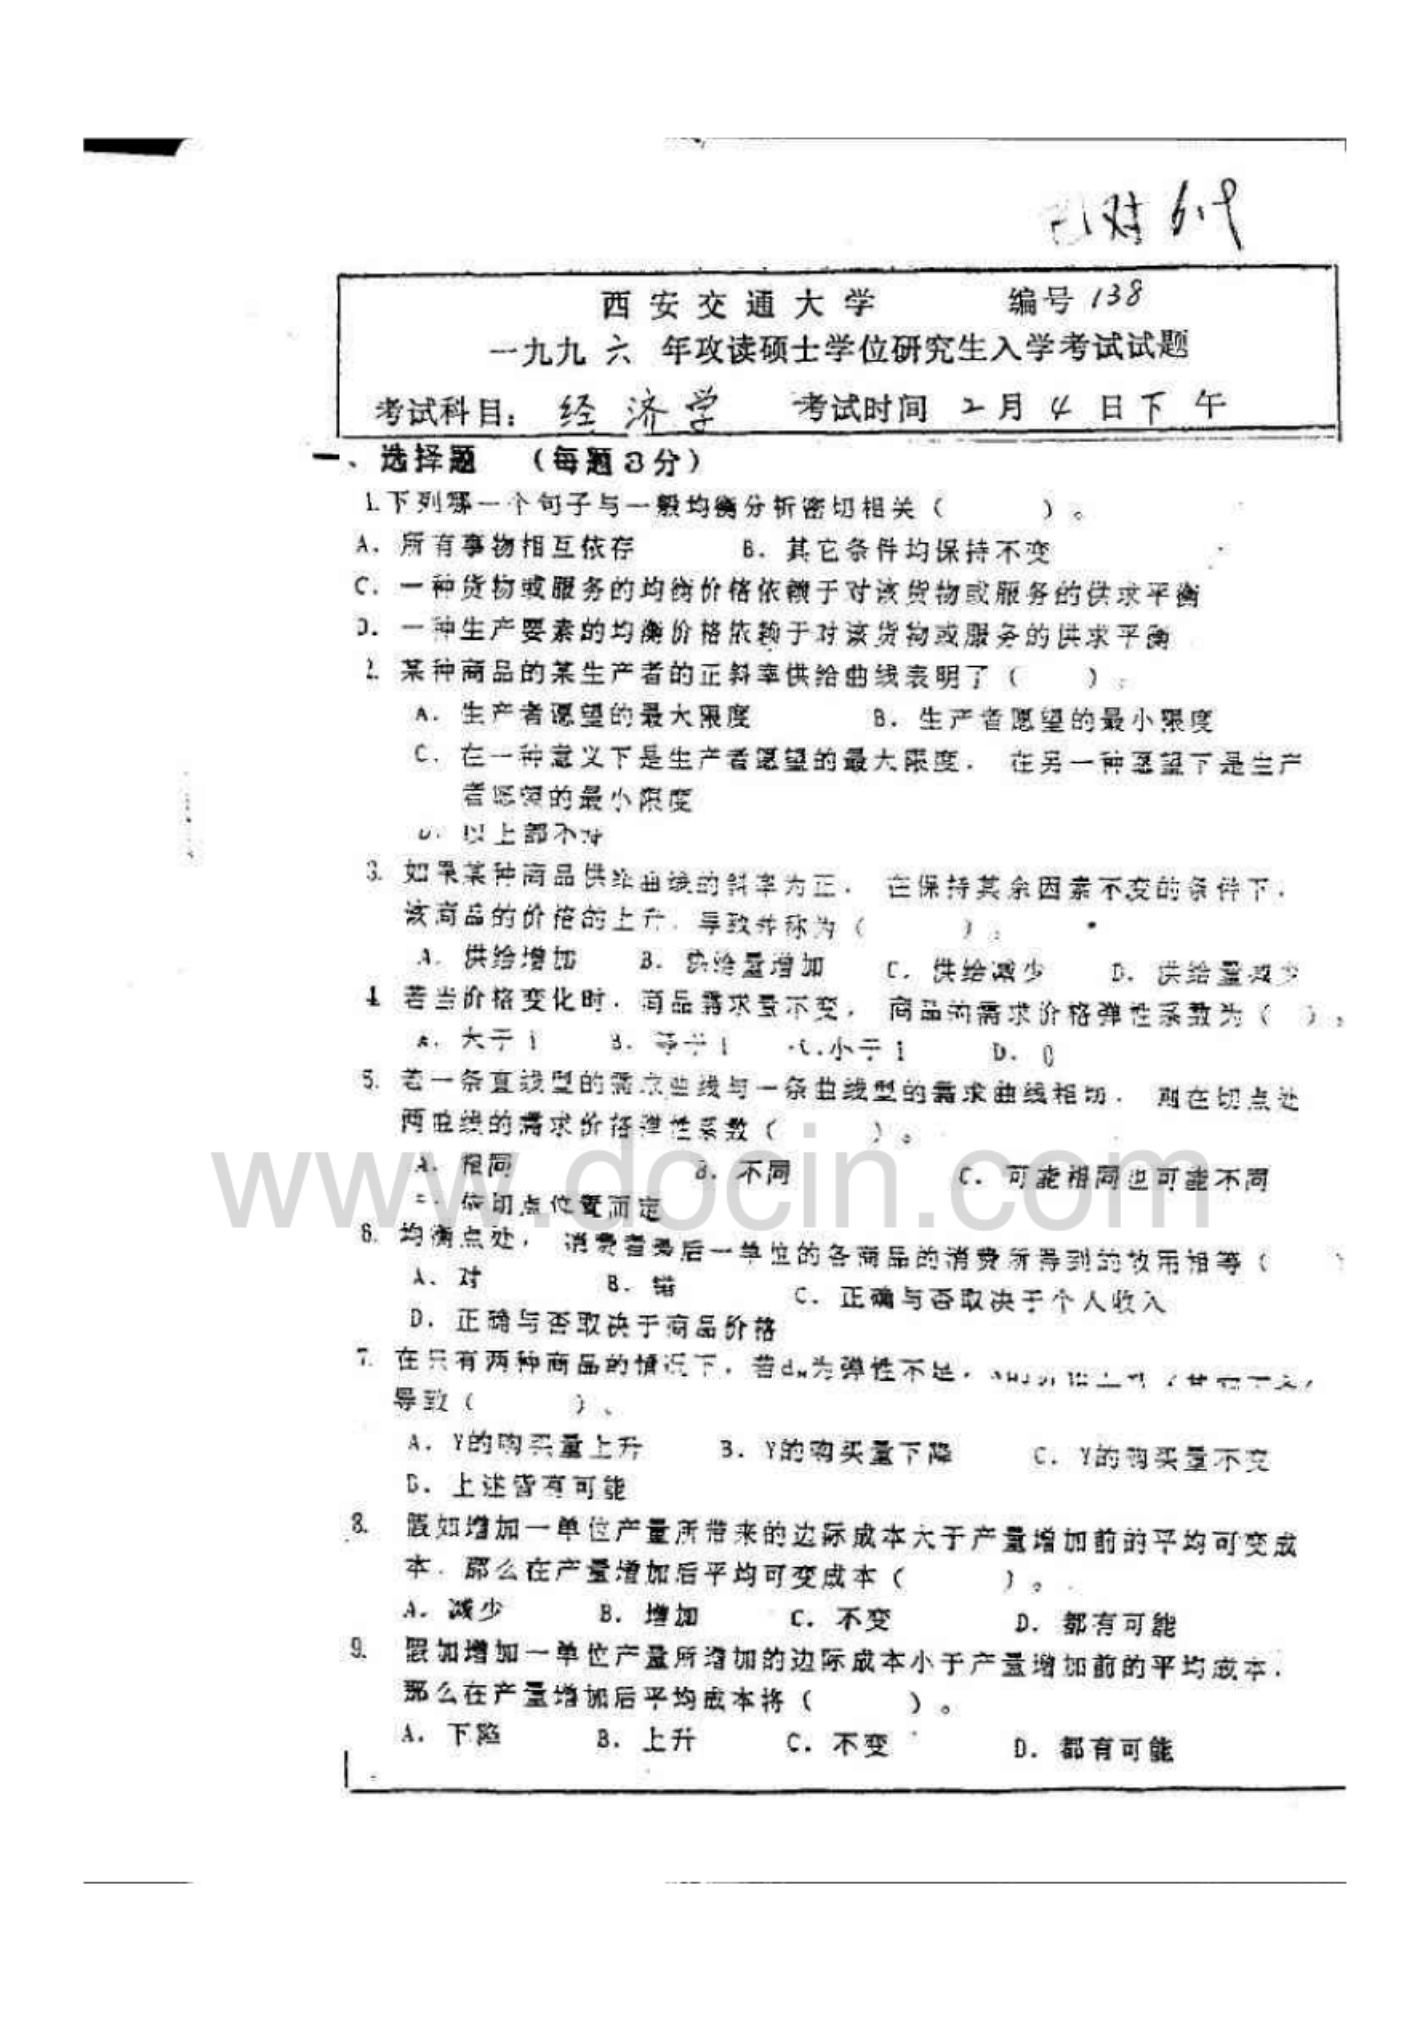 对 6.9
西安交通大学 编号 138
一九九六年攻读硕士学位研究生入学考试试题
考试科目：经济学 考试时间 2月4日下午
一、选择题 （每题3分）
1.下列哪一个句子与一般均衡分析密切相关（ ）。
A. 所有事物相互依存 B. 其它条件均保持不变
C. 一种货物或服务的均衡价格依赖于对该货物或服务的供求平衡
D. 一种生产要素的均衡价格依赖于对该货物或服务的供求平衡
2. 某种商品的某生产者的正斜率供给曲线表明了（ ）。
A. 生产者愿望的最大限度 B. 生产者愿望的最小限度
C. 在一种意义下是生产者愿望的最大限度. 在另一种愿望下是生产
者愿望的最小限度
D. 以上都不对
3. 如果某种商品供给曲线的斜率为正. 在保持其余因素不变的条件下.
该商品的价格的上升. 导致并称为（ ）。
A. 供给增加 B. 供给量增加 C. 供给减少 D. 供给量减少
4. 若当价格变化时. 商品需求量不变. 商品的需求价格弹性系数为（ ）。
A. 大于1 B. 等于1 C.小于1 D. 0
5. 若一条直线型的需求曲线与一条曲线型的需求曲线相切. 则在切点处
两曲线的需求价格弹性系数（ ）。
A. 相同 B. 不同 C. 可能相同也可能不同
依切点位置而定
6. 均衡点处, 消费者最后一单位的各商品的消费所得到的效用相等（ ）
A. 对 B. 错 C. 正确与否取决于个人收入
D. 正确与否取决于商品价格
7. 在只有两种商品的情况下. 若dx为弹性不足.
导致（ ）.
A. Y的购买量上升 B. Y的购买量下降 C. Y的购买量不变
D. 上述皆有可能
8. 假如增加一单位产量所带来的边际成本大于产量增加前的平均可变成
本. 那么在产量增加后平均可变成本（ ）。
A. 减少 B. 增加 C. 不变 D. 都有可能
9. 假如增加一单位产量所增加的边际成本小于产量增加前的平均成本.
那么在产量增加后平均成本将（ ）。
A. 下降 B. 上升 C. 不变 D. 都有可能
www.docin.com